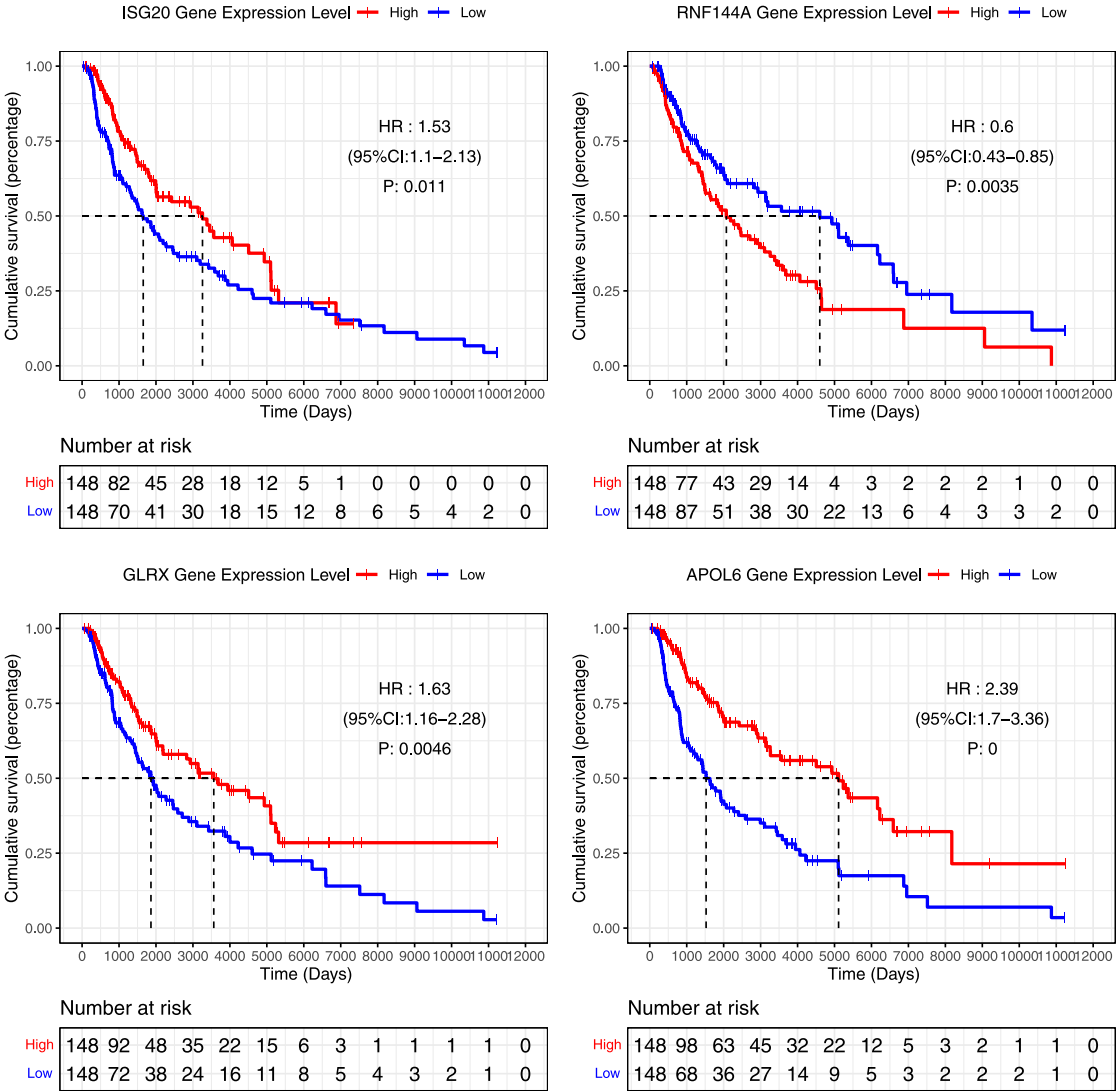 ISG20 Gene Expression Level High Low
Cumulative survival (percentage)
1.00
0.75
0.50
0.25
0.00
HR : 1.53
(95%CI:1.1–2.13)
P: 0.011
0 1000 2000 3000 4000 5000 6000 7000 8000 9000 10000 11000 12000
Time (Days)
Number at risk
High 148 82 45 28 18 12 5 1 0 0 0 0 0
Low 148 70 41 30 18 15 12 8 6 5 4 2 0
RNF144A Gene Expression Level High Low
Cumulative survival (percentage)
1.00
0.75
0.50
0.25
0.00
HR : 0.6
(95%CI:0.43–0.85)
P: 0.0035
0 1000 2000 3000 4000 5000 6000 7000 8000 9000 10000 11000 12000
Time (Days)
Number at risk
High 148 77 43 29 14 4 3 2 2 2 1 0 0
Low 148 87 51 38 30 22 13 6 4 3 3 2 0
GLRX Gene Expression Level High Low
Cumulative survival (percentage)
1.00
0.75
0.50
0.25
0.00
HR : 1.63
(95%CI:1.16–2.28)
P: 0.0046
0 1000 2000 3000 4000 5000 6000 7000 8000 9000 10000 11000 12000
Time (Days)
Number at risk
High 148 92 48 35 22 15 6 3 1 1 1 1 0
Low 148 72 38 24 16 11 8 5 4 3 2 1 0
APOL6 Gene Expression Level High Low
Cumulative survival (percentage)
1.00
0.75
0.50
0.25
0.00
HR : 2.39
(95%CI:1.7–3.36)
P: 0
0 1000 2000 3000 4000 5000 6000 7000 8000 9000 10000 11000 12000
Time (Days)
Number at risk
High 148 98 63 45 32 22 12 5 3 2 1 1 0
Low 148 68 36 27 14 9 5 3 2 2 2 1 0